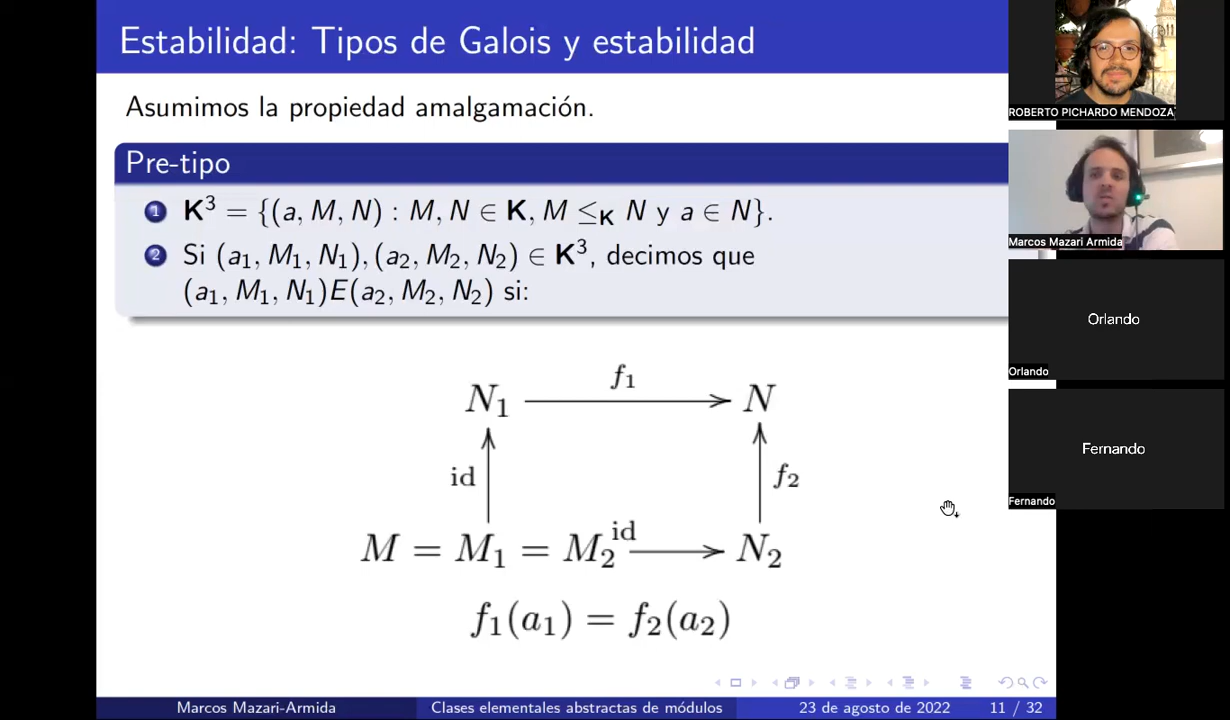 Estabilidad: Tipos de Galois y estabilidad
Asumimos la propiedad amalgamación.
Pre-tipo
1 K³ = {(a, M, N) : M, N ∈ K, M ≤_K N y a ∈ N}.
2 Si (a₁, M₁, N₁), (a₂, M₂, N₂) ∈ K³, decimos que
(a₁, M₁, N₁)E(a₂, M₂, N₂) si:
f₁
N₁ N
id f₂
id
M = M₁ = M₂ N₂
f₁(a₁) = f₂(a₂)
Marcos Mazari-Armida Clases elementales abstractas de módulos 23 de agosto de 2022 11 / 32
ROBERTO PICHARDO MENDOZA
Marcos Mazari Armida
Orlando
Orlando
Fernando
Fernando